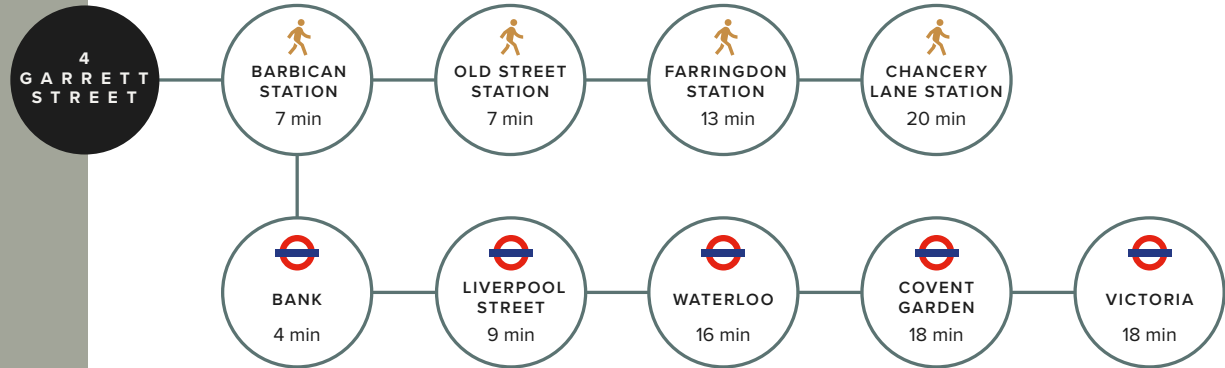 4
GARRETT
STREET
BARBICAN
STATION
7 min
OLD STREET
STATION
7 min
FARRINGDON
STATION
13 min
CHANCERY
LANE STATION
20 min
BANK
4 min
LIVERPOOL
STREET
9 min
WATERLOO
16 min
COVENT
GARDEN
18 min
VICTORIA
18 min